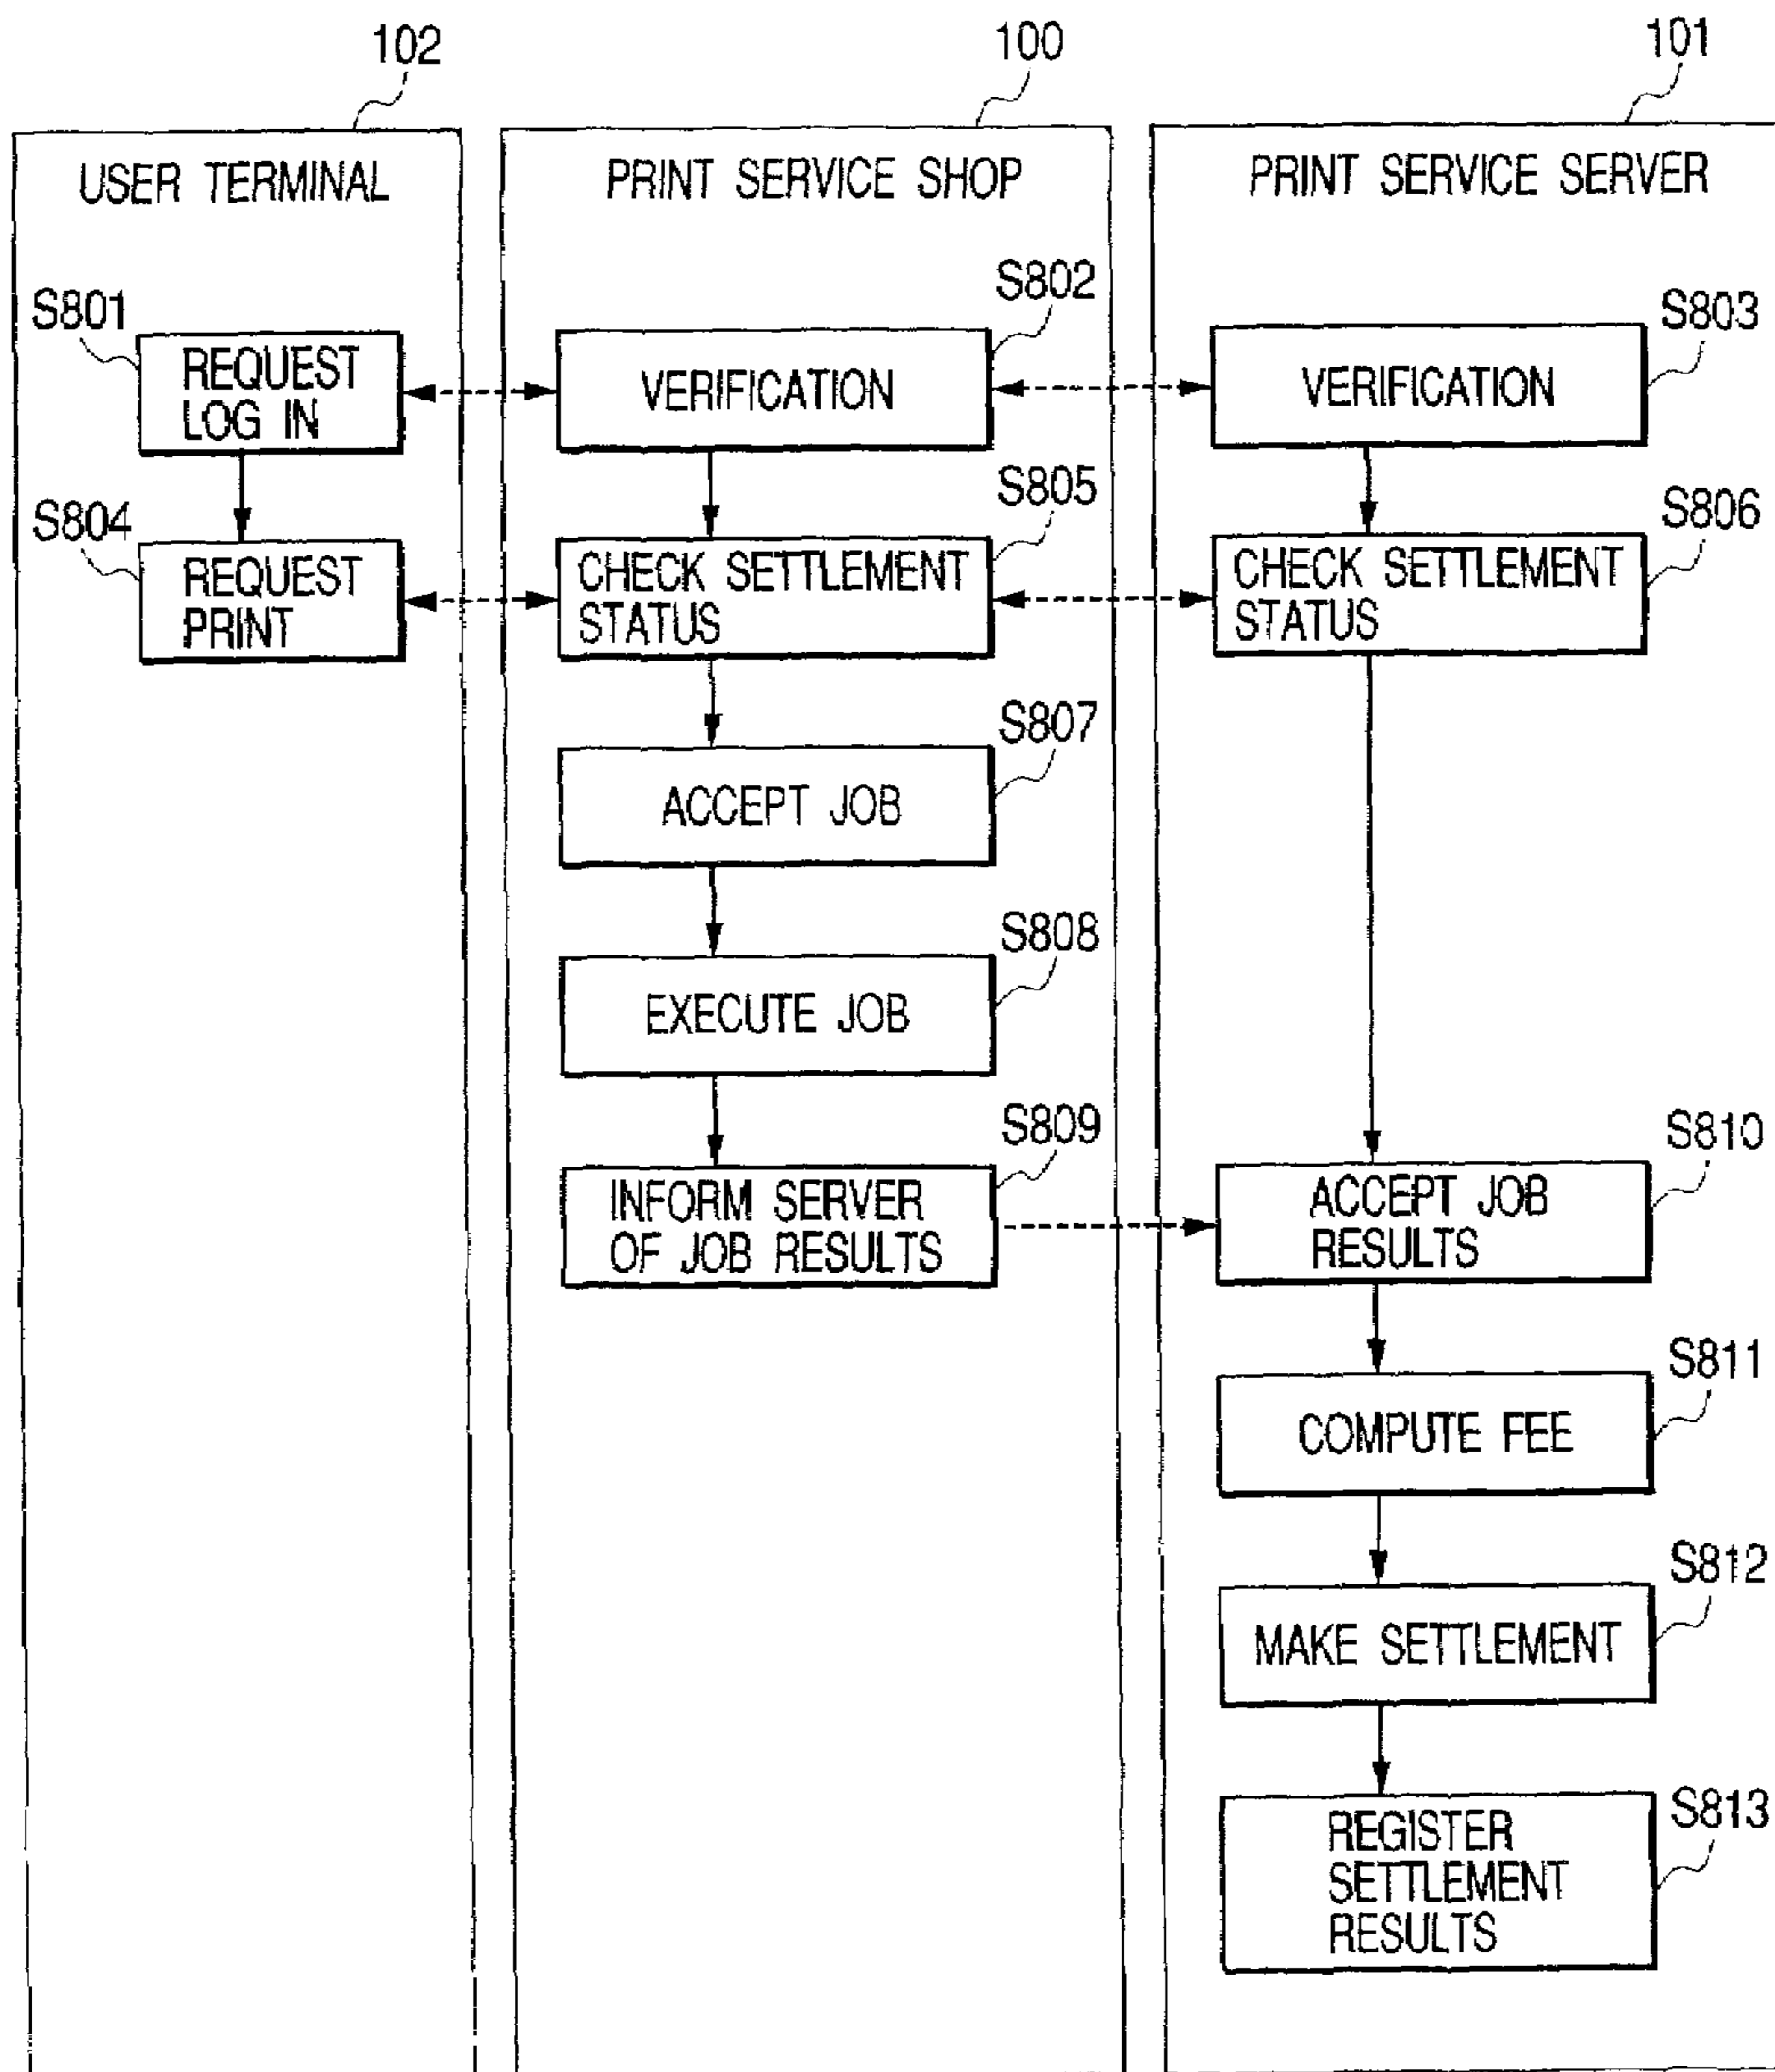 102
100
101
USER TERMINAL
PRINT SERVICE SHOP
PRINT SERVICE SERVER
S801
REQUEST
LOG IN
S802
VERIFICATION
S803
VERIFICATION
S804
REQUEST
PRINT
S805
CHECK SETTLEMENT
STATUS
S806
CHECK SETTLEMENT
STATUS
S807
ACCEPT JOB
S808
EXECUTE JOB
S809
INFORM SERVER
OF JOB RESULTS
S810
ACCEPT JOB
RESULTS
S811
COMPUTE FEE
S812
MAKE SETTLEMENT
S813
REGISTER
SETTLEMENT
RESULTS